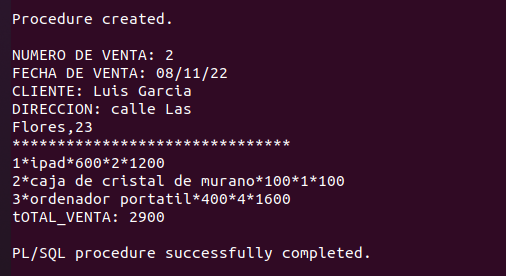 Procedure created.
NUMERO DE VENTA: 2
FECHA DE VENTA: 08/11/22
CLIENTE: Luis Garcia
DIRECCION: calle Las
Flores,23
*******************************
1*ipad*600*2*1200
2*caja de cristal de murano*100*1*100
3*ordenador portatil*400*4*1600
tOTAL_VENTA: 2900
PL/SQL procedure successfully completed.